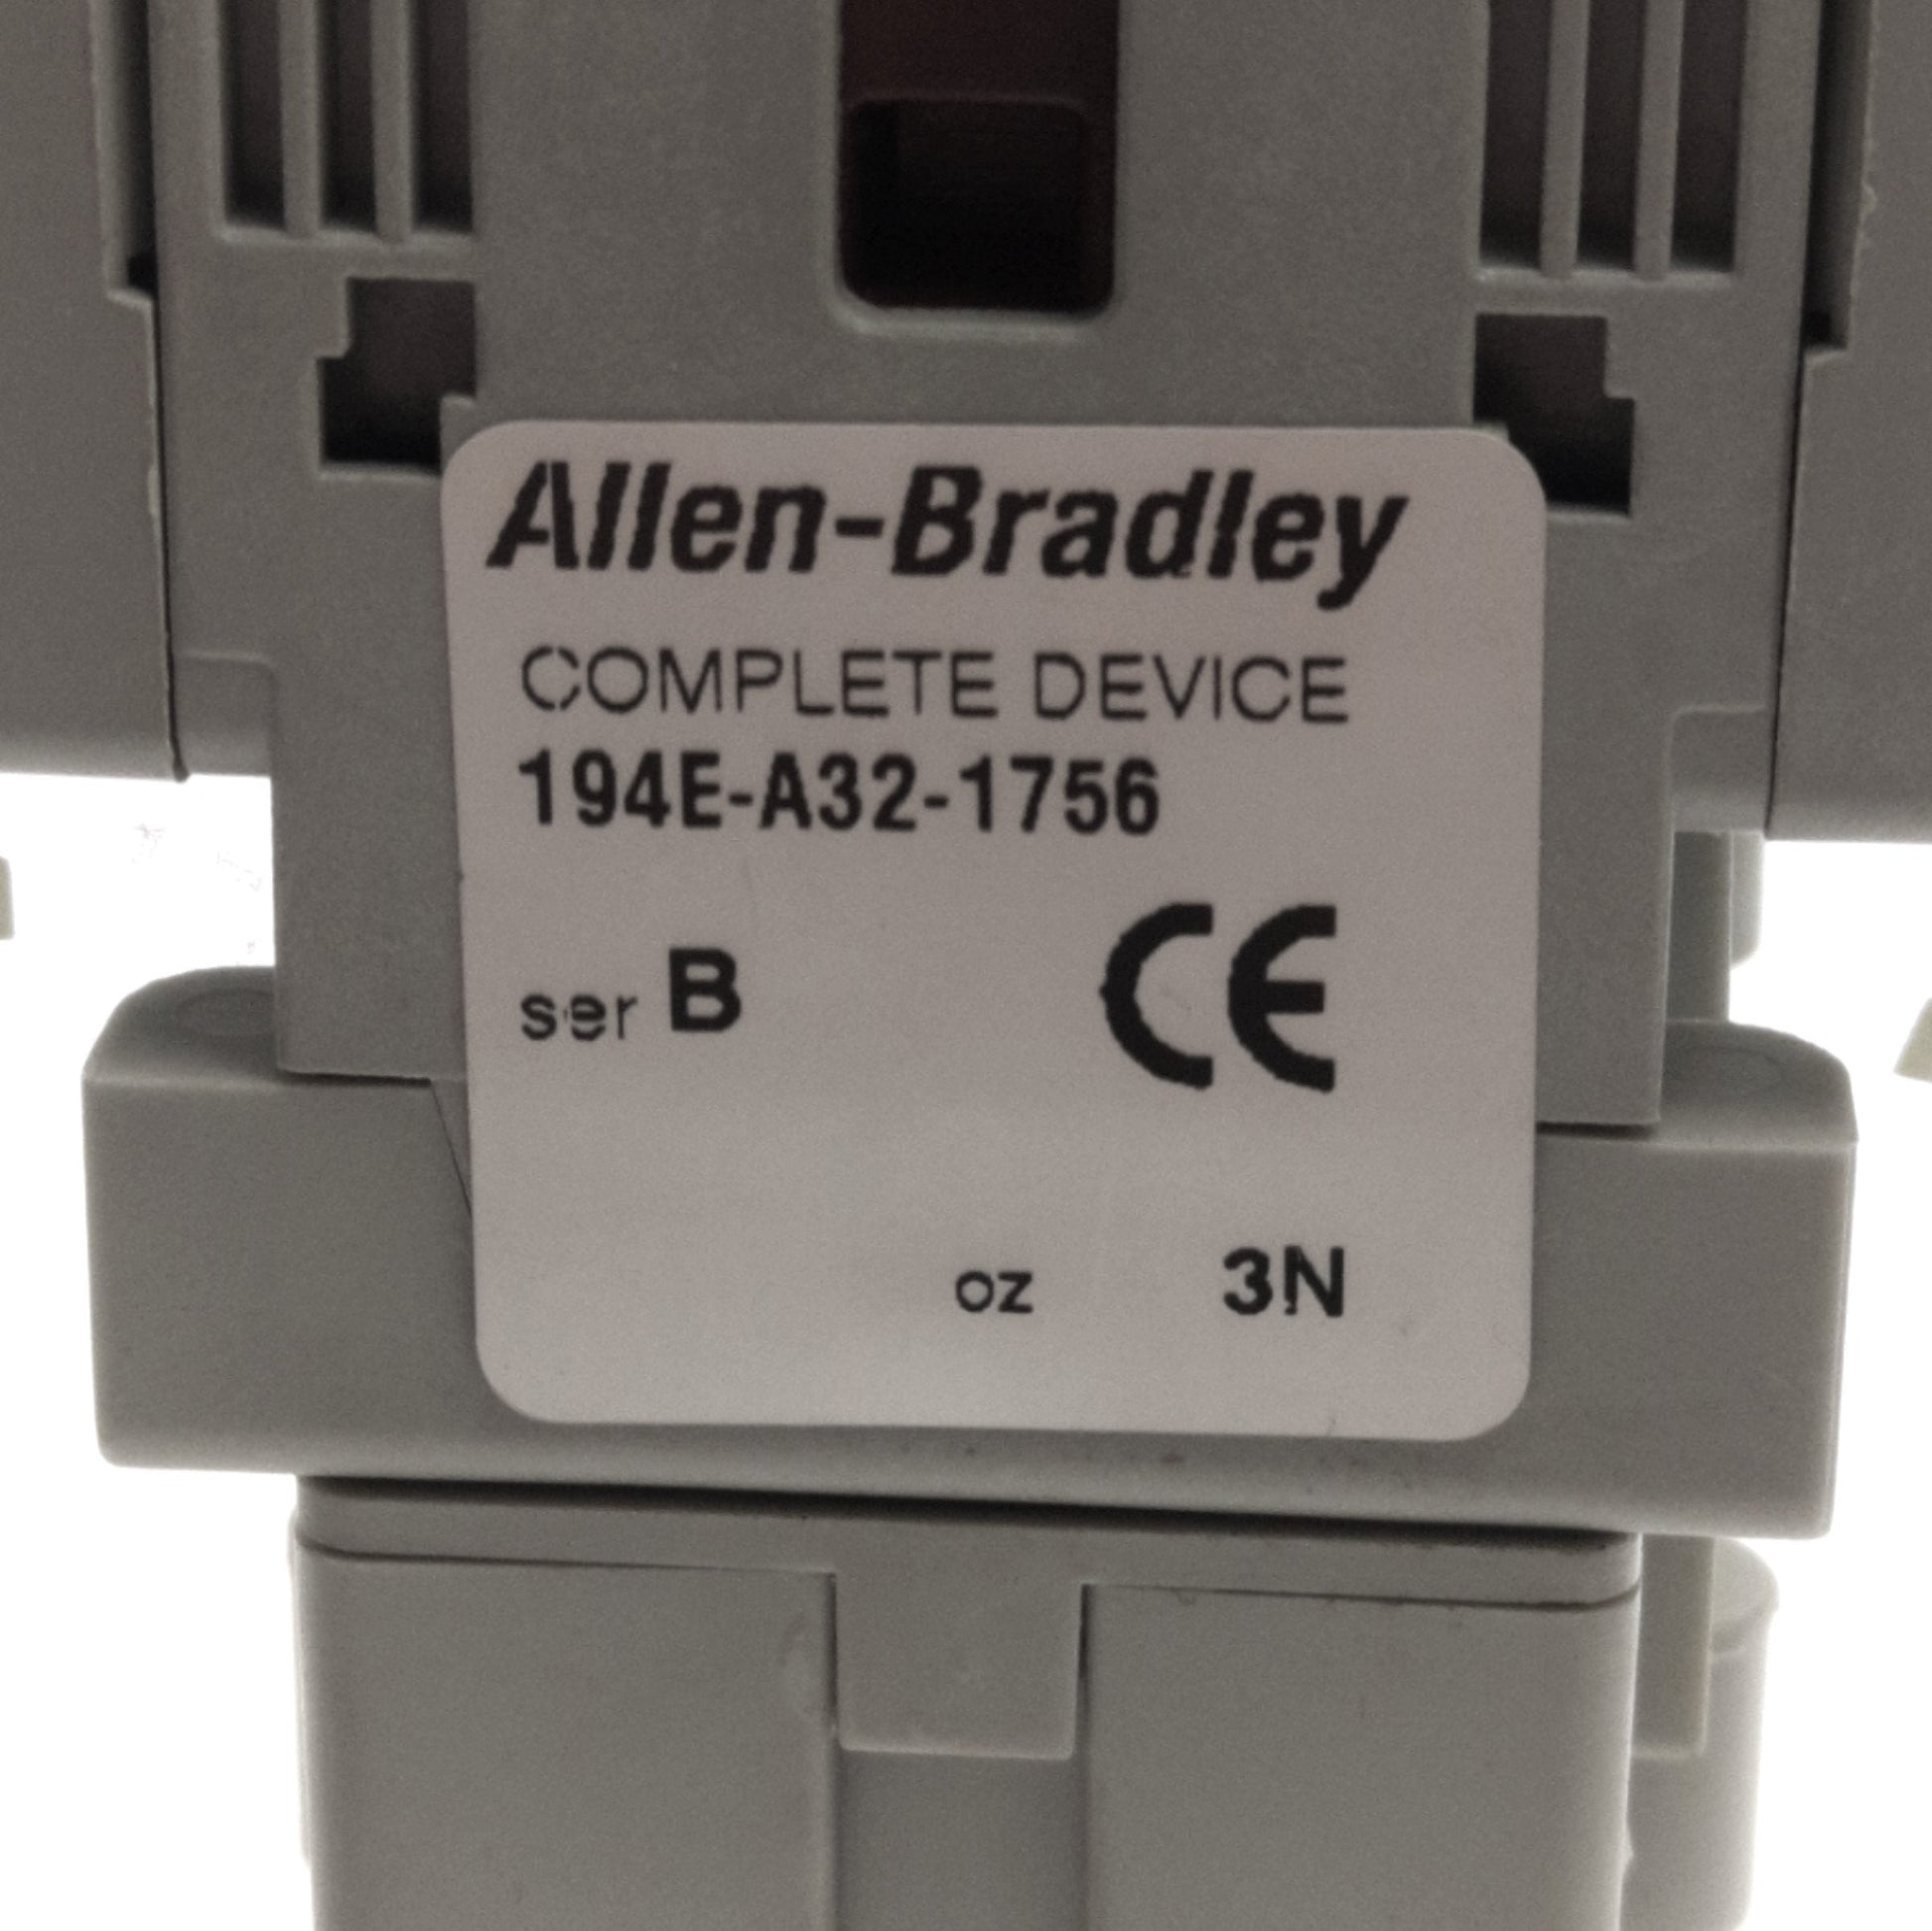 Allen-Bradley
COMPLETE DEVICE
194E-A32-1756
ser B CE
oz 3N